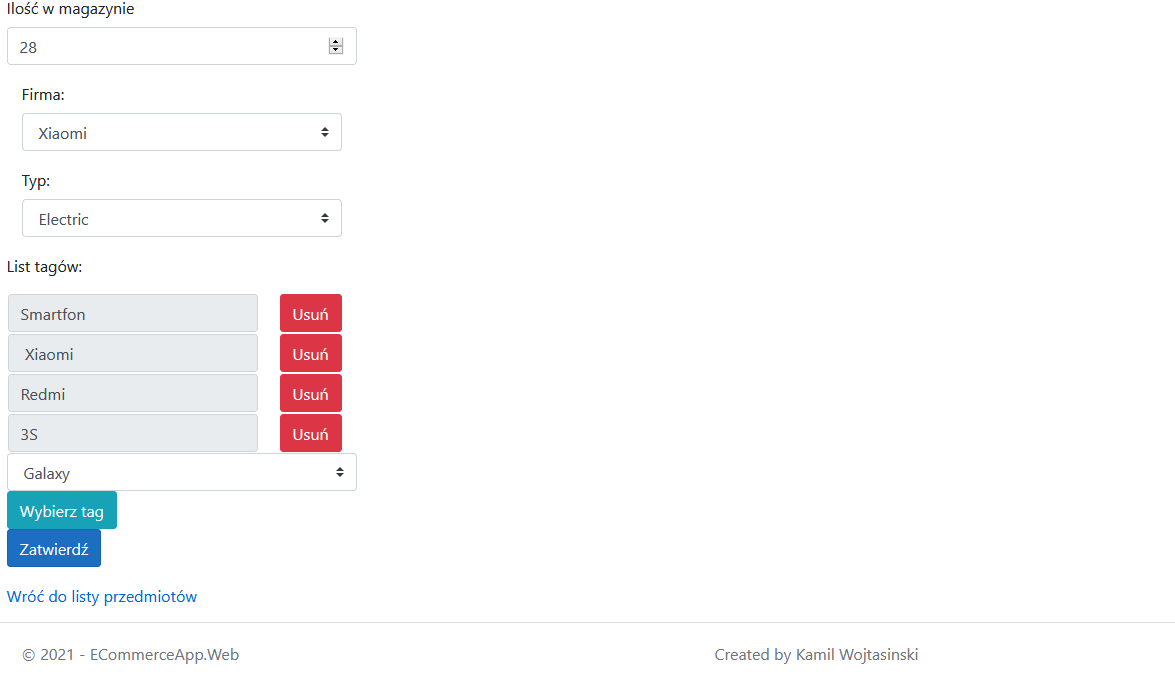 Ilość w magazynie
28
Firma:
Xiaomi
Typ:
Electric
List tagów:
Smartfon Usuń
Xiaomi Usuń
Redmi Usuń
3S Usuń
Galaxy
Wybierz tag
Zatwierdź
Wróć do listy przedmiotów
© 2021 - ECommerceApp.Web Created by Kamil Wojtasinski